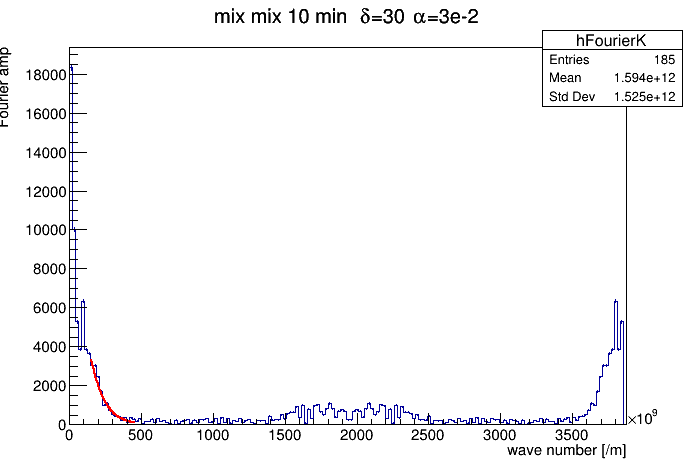 mix mix 10 min δ=30 α=3e-2
hFourierK
Entries 185
Mean 1.594e+12
Std Dev 1.525e+12
Fourier amp
18000
16000
14000
12000
10000
8000
6000
4000
2000
0
0 500 1000 1500 2000 2500 3000 3500 ×10⁹
wave number [/m]